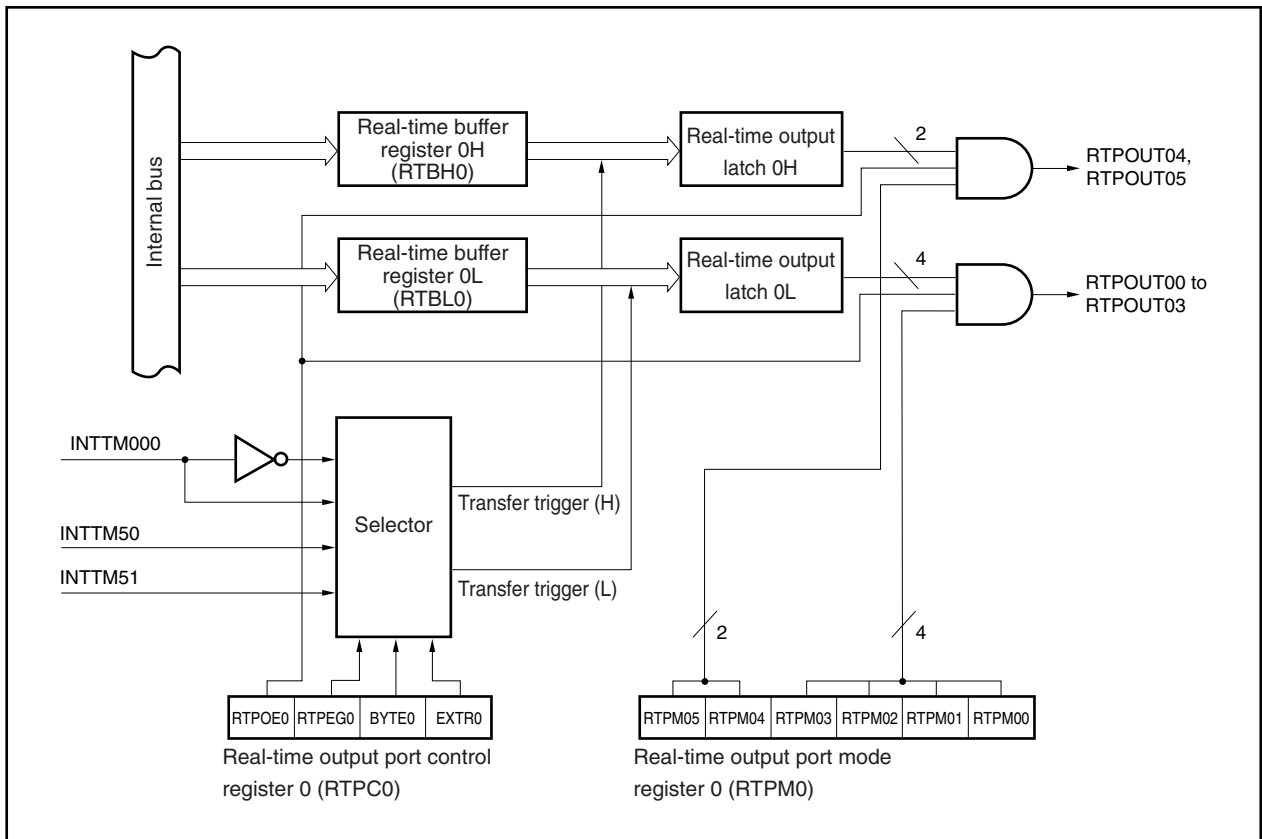 Internal bus
Real-time buffer
register 0H
(RTBH0)
Real-time output
latch 0H
2
RTPOUT04,
RTPOUT05
Real-time buffer
register 0L
(RTBL0)
Real-time output
latch 0L
4
RTPOUT00 to
RTPOUT03
INTTM000
INTTM50
INTTM51
Selector
Transfer trigger (H)
Transfer trigger (L)
2
4
RTPOE0 RTPEG0 BYTE0 EXTR0
Real-time output port control
register 0 (RTPC0)
RTPM05 RTPM04 RTPM03 RTPM02 RTPM01 RTPM00
Real-time output port mode
register 0 (RTPM0)